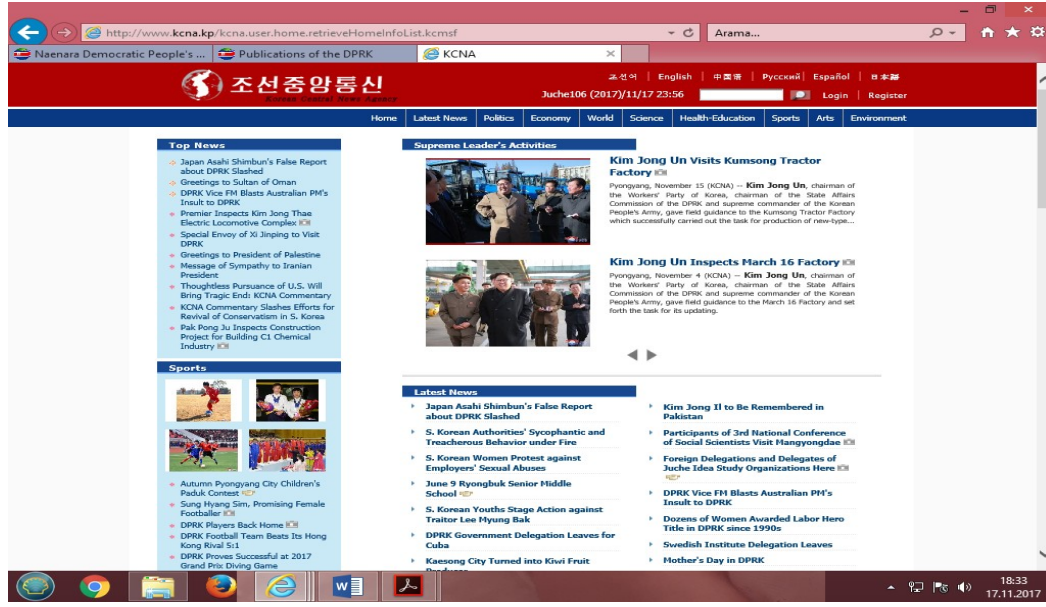 http://www.kcna.kp/kcna.user.home.retrieveHomeInfoList.kcmsf
Arama...
Naenara Democratic People's ...
Publications of the DPRK
KCNA
조선중앙통신
Korean Central News Agency
조선어 | English | 中国语 | Русский | Español | 日本語
Juche106 (2017)/11/17 23:56
Login | Register
Home Latest News Politics Economy World Science Health-Education Sports Arts Environment
Top News
Japan Asahi Shimbun's False Report
about DPRK Slashed
Greetings to Sultan of Oman
DPRK Vice FM Blasts Australian PM's
Insult to DPRK
Premier Inspects Kim Jong Thae
Electric Locomotive Complex
Special Envoy of Xi Jinping to Visit
DPRK
Greetings to President of Palestine
Message of Sympathy to Iranian
President
Thoughtless Pursuance of U.S. Will
Bring Tragic End: KCNA Commentary
KCNA Commentary Slashes Efforts for
Revival of Conservatism in S. Korea
Pak Pong Ju Inspects Construction
Project for Building C1 Chemical
Industry
Sports
Autumn Pyongyang City Children's
Paduk Contest
Sung Hyang Sim, Promising Female
Footballer
DPRK Players Back Home
DPRK Football Team Beats Its Hong
Kong Rival 5:1
DPRK Proves Successful at 2017
Grand Prix Diving Game
Supreme Leader's Activities
Kim Jong Un Visits Kumsong Tractor
Factory
Pyongyang, November 15 (KCNA) -- Kim Jong Un, chairman of
the Workers' Party of Korea, chairman of the State Affairs
Commission of the DPRK and supreme commander of the Korean
People's Army, gave field guidance to the Kumsong Tractor Factory
which successfully carried out the task for production of new-type...
Kim Jong Un Inspects March 16 Factory
Pyongyang, November 4 (KCNA) -- Kim Jong Un, chairman of
the Workers' Party of Korea, chairman of the State Affairs
Commission of the DPRK and supreme commander of the Korean
People's Army, gave field guidance to the March 16 Factory and set
forth the task for its updating.
Latest News
Japan Asahi Shimbun's False Report
about DPRK Slashed
S. Korean Authorities' Sycophantic and
Treacherous Behavior under Fire
S. Korean Women Protest against
Employers' Sexual Abuses
June 9 Ryongbuk Senior Middle
School
S. Korean Youths Stage Action against
Traitor Lee Myung Bak
DPRK Government Delegation Leaves for
Cuba
Kaesong City Turned into Kiwi Fruit
Kim Jong Il to Be Remembered in
Pakistan
Participants of 3rd National Conference
of Social Scientists Visit Mangyongdae
Foreign Delegations and Delegates of
Juche Idea Study Organizations Here
DPRK Vice FM Blasts Australian PM's
Insult to DPRK
Dozens of Women Awarded Labor Hero
Title in DPRK since 1990s
Swedish Institute Delegation Leaves
Mother's Day in DPRK
18:33
17.11.2017